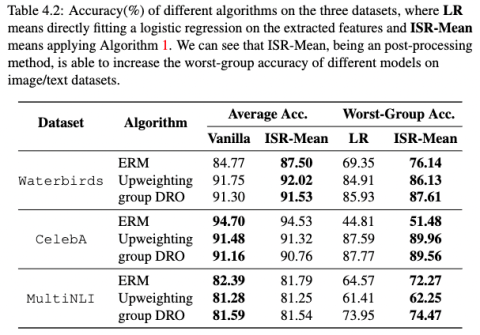 Table 4.2: Accuracy(%) of different algorithms on the three datasets, where LR
means directly fitting a logistic regression on the extracted features and ISR-Mean
means applying Algorithm 1. We can see that ISR-Mean, being an post-processing
method, is able to increase the worst-group accuracy of different models on
image/text datasets.
Dataset Algorithm Average Acc. Worst-Group Acc.
Vanilla ISR-Mean LR ISR-Mean
ERM 84.77 87.50 69.35 76.14
Waterbirds Upweighting 91.75 92.02 84.91 86.13
group DRO 91.30 91.53 85.93 87.61
ERM 94.70 94.53 44.81 51.48
CelebA Upweighting 91.48 91.32 87.59 89.96
group DRO 91.16 90.76 87.77 89.56
ERM 82.39 81.79 64.57 72.27
MultiNLI Upweighting 81.28 81.25 61.41 62.25
group DRO 81.59 81.54 73.95 74.47